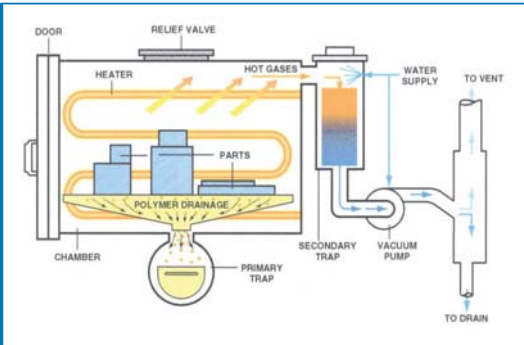 DOOR
RELIEF VALVE
HEATER
HOT GASES
WATER
SUPPLY
TO VENT
PARTS
POLYMER DRAINAGE
CHAMBER
PRIMARY
TRAP
SECONDARY
TRAP
VACUUM
PUMP
TO DRAIN